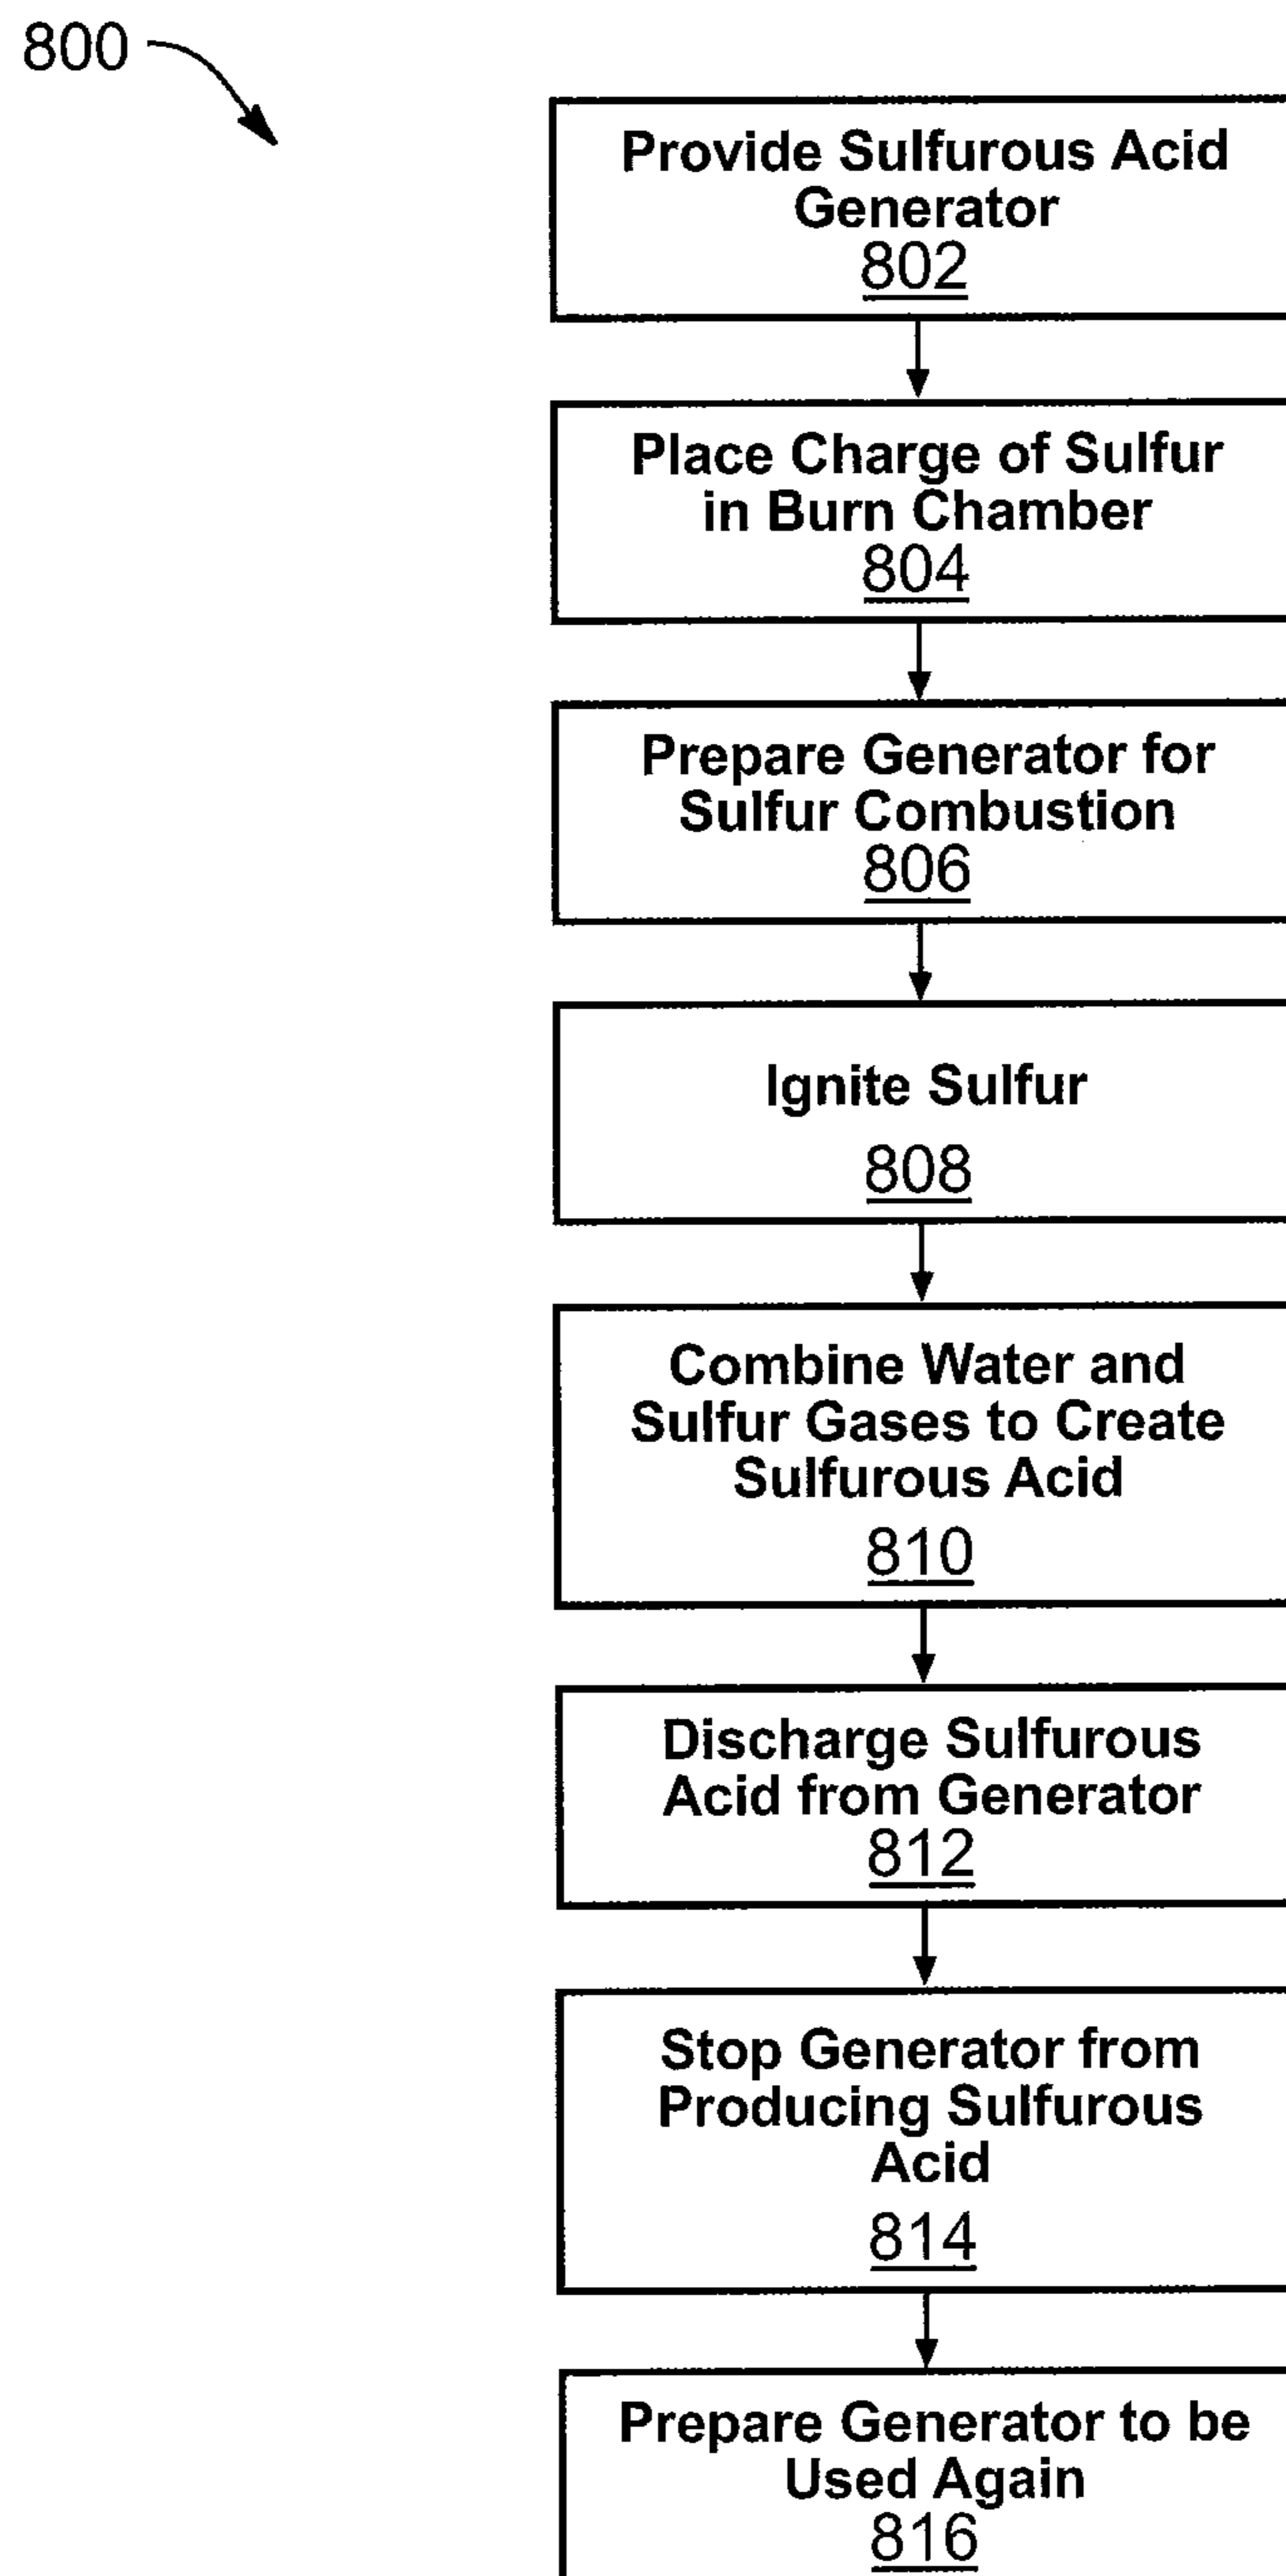 800
Provide Sulfurous Acid
Generator
802
Place Charge of Sulfur
in Burn Chamber
804
Prepare Generator for
Sulfur Combustion
806
Ignite Sulfur
808
Combine Water and
Sulfur Gases to Create
Sulfurous Acid
810
Discharge Sulfurous
Acid from Generator
812
Stop Generator from
Producing Sulfurous
Acid
814
Prepare Generator to be
Used Again
816